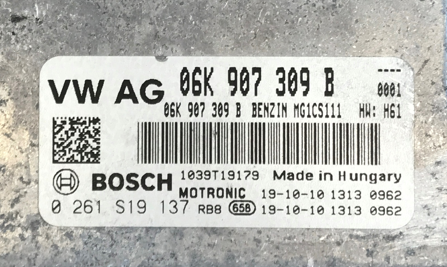 VW AG 06K 907 309 B ----
0001
06K 907 309 B BENZIN MG1CS111 HW: H61
BOSCH 1039T19179 Made in Hungary
MOTRONIC 19-10-10 1313 0962
0 261 S19 137 RB8 658 19-10-10 1313 0962